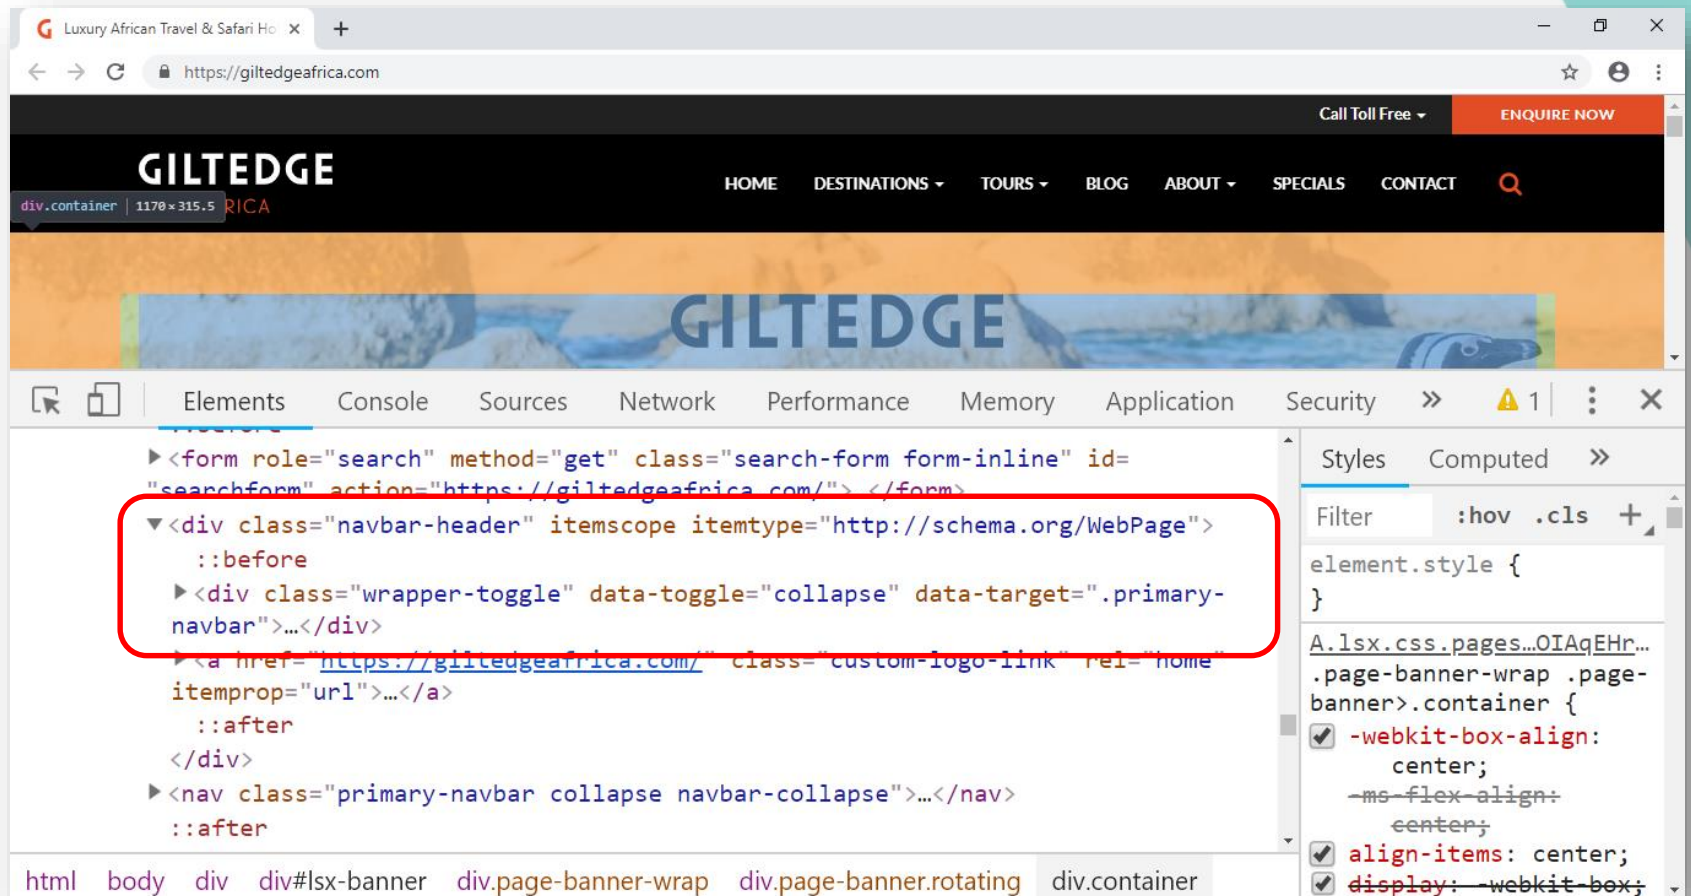 G Luxury African Travel & Safari Ho × +
https://giltedgeafrica.com
Call Toll Free ENQUIRE NOW
GILTEDGE
HOME DESTINATIONS TOURS BLOG ABOUT SPECIALS CONTACT
div.container | 1170 × 315.5 RICA
GILTEDGE
Elements Console Sources Network Performance Memory Application Security » 1
::before
▶<form role="search" method="get" class="search-form form-inline" id=
"searchform" action="https://giltedgeafrica.com/">…</form>
▼<div class="navbar-header" itemscope itemtype="http://schema.org/WebPage">
::before
▶<div class="wrapper-toggle" data-toggle="collapse" data-target=".primary-
navbar">…</div>
▶<a href="https://giltedgeafrica.com/" class="custom-logo-link" rel="home"
itemprop="url">…</a>
::after
</div>
▶<nav class="primary-navbar collapse navbar-collapse">…</nav>
::after
html body div div#lsx-banner div.page-banner-wrap div.page-banner.rotating div.container
Styles Computed »
Filter :hov .cls +
element.style {
}
A.lsx.css.pages…OIAqEHr…
.page-banner-wrap .page-
banner>.container {
-webkit-box-align:
center;
-ms-flex-align:
center;
align-items: center;
display: -webkit-box;